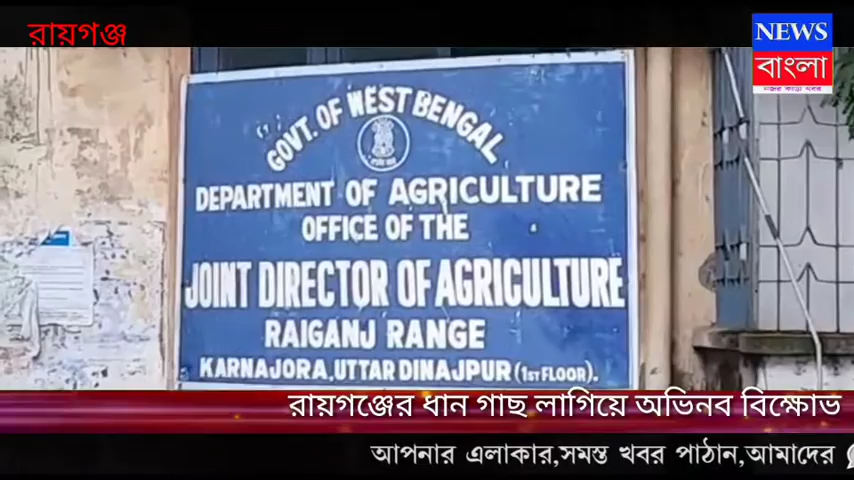 রায়গঞ্জ
NEWS
বাংলা
GOVT. OF WEST BENGAL
DEPARTMENT OF AGRICULTURE
OFFICE OF THE
JOINT DIRECTOR OF AGRICULTURE
RAIGANJ RANGE
KARNAJORA, UTTAR DINAJPUR (1ST FLOOR).
রায়গঞ্জের ধান গাছ লাগিয়ে অভিনব বিক্ষোভ
আপনার এলাকার,সমস্ত খবর পাঠান,আমাদের